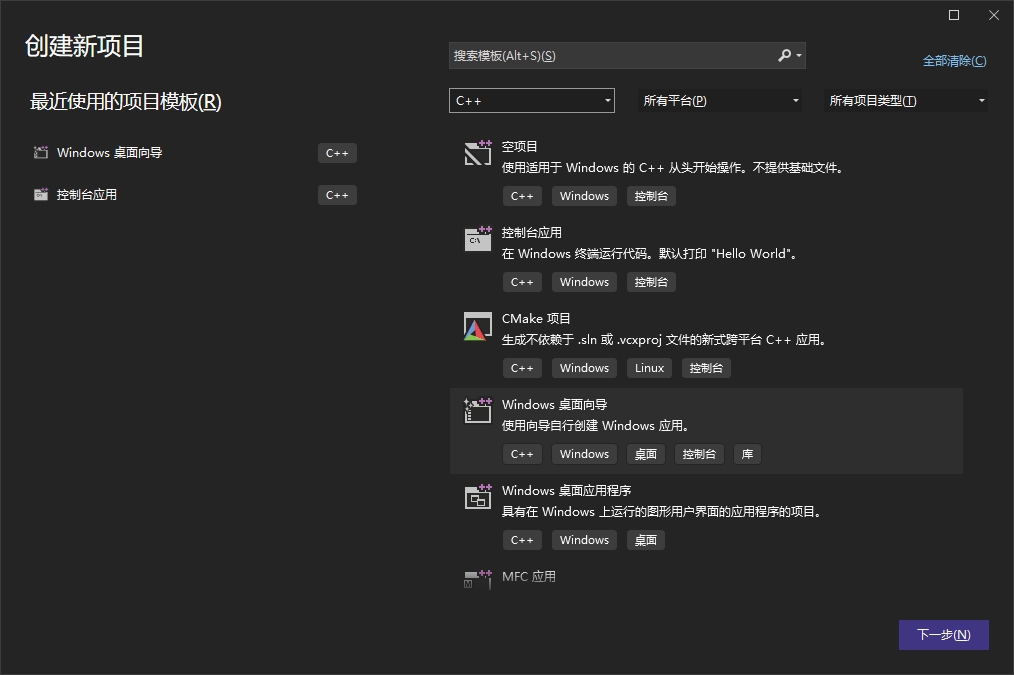 创建新项目
最近使用的项目模板(R)
Windows 桌面向导 C++
控制台应用 C++
搜索模板(Alt+S)(S)
全部清除(C)
C++ 所有平台(P) 所有项目类型(T)
空项目
使用适用于 Windows 的 C++ 从头开始操作。不提供基础文件。
C++ Windows 控制台
控制台应用
在 Windows 终端运行代码。默认打印 "Hello World"。
C++ Windows 控制台
CMake 项目
生成不依赖于 .sln 或 .vcxproj 文件的新式跨平台 C++ 应用。
C++ Windows Linux 控制台
Windows 桌面向导
使用向导自行创建 Windows 应用。
C++ Windows 桌面 控制台 库
Windows 桌面应用程序
具有在 Windows 上运行的图形用户界面的应用程序的项目。
C++ Windows 桌面
MFC 应用
下一步(N)